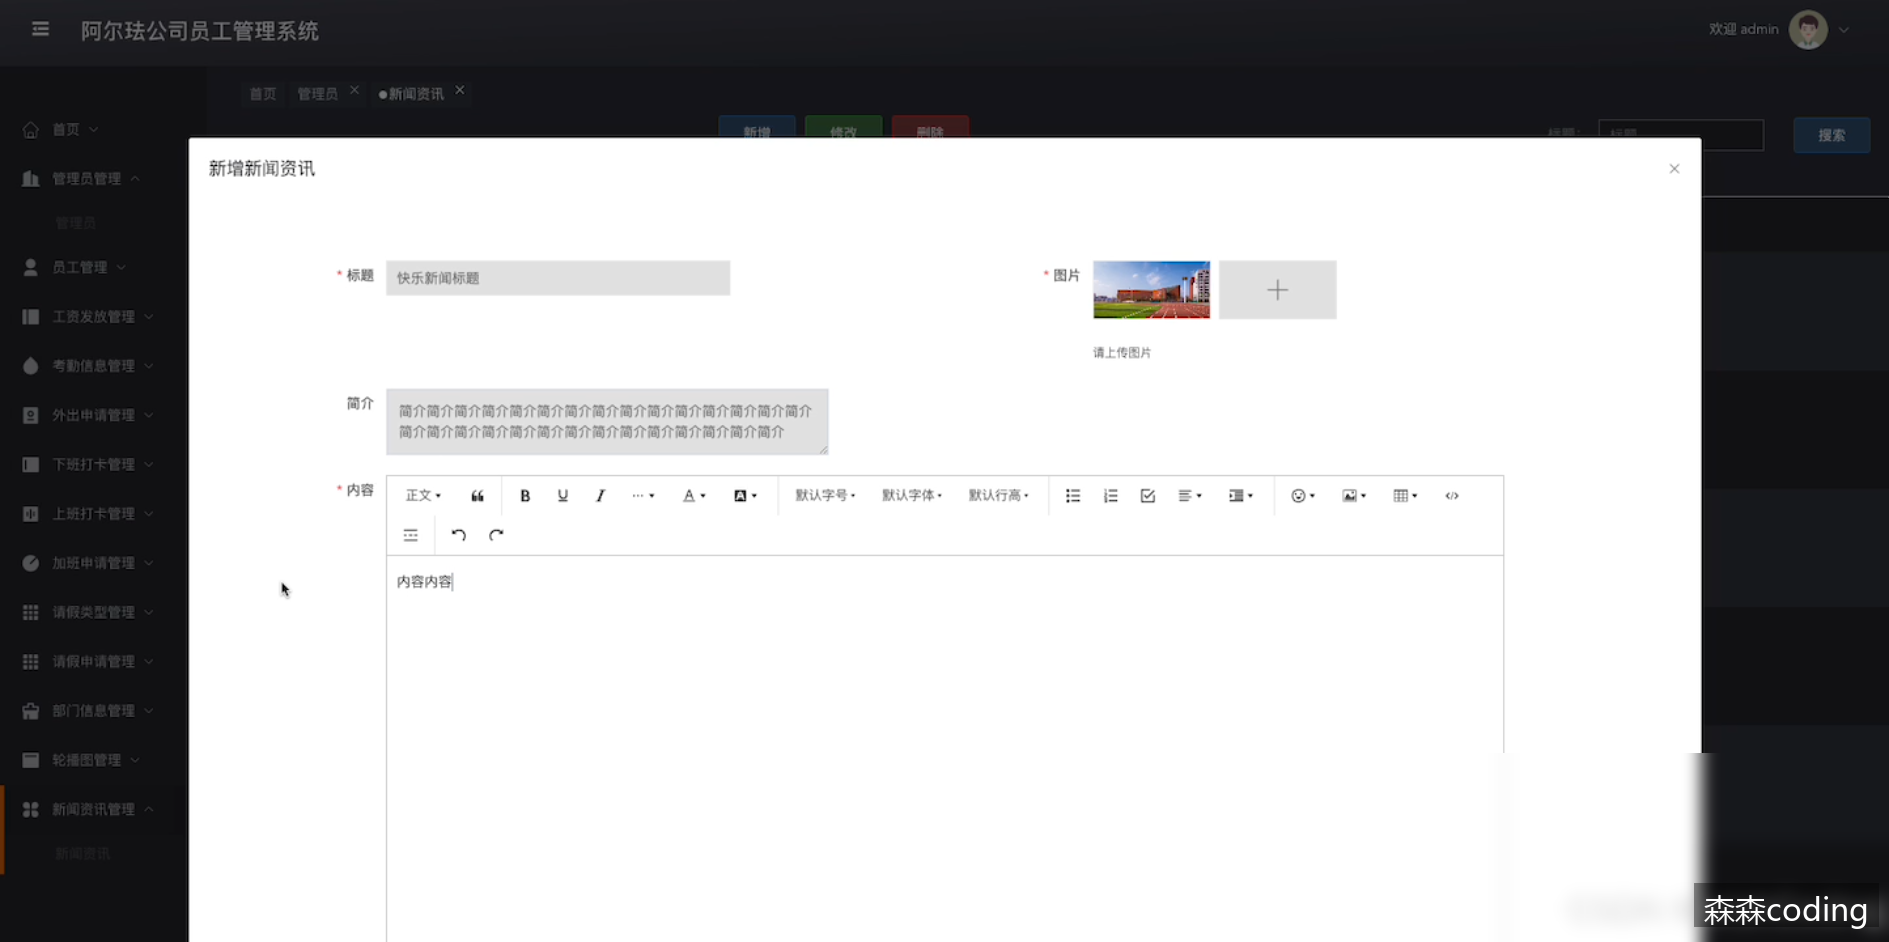 阿尔珐公司员工管理系统
欢迎 admin
首页 管理员 新闻资讯
新增 修改 删除 标题: 标题 搜索
首页
管理员管理
管理员
员工管理
工资发放管理
考勤信息管理
外出申请管理
下班打卡管理
上班打卡管理
加班申请管理
请假类型管理
请假申请管理
部门信息管理
轮播图管理
新闻资讯管理
新闻资讯
新增新闻资讯
* 标题 快乐新闻标题
* 图片
请上传图片
简介 简介简介简介简介简介简介简介简介简介简介简介简介简介简介简介
简介简介简介简介简介简介简介简介简介简介简介简介简介简介
* 内容
正文 B U I ... A A 默认字号 默认字体 默认行高
内容内容
森森coding